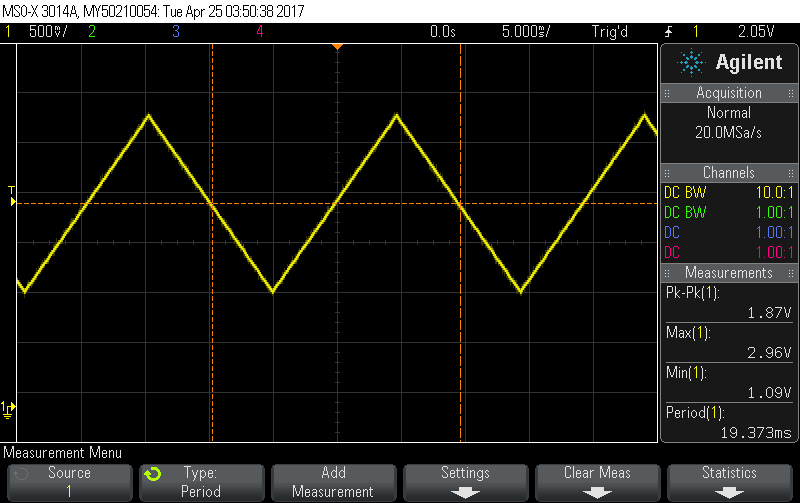 MSO-X 3014A, MY50210054: Tue Apr 25 03:50:38 2017
1 500mV/ 2 3 4 0.0s 5.000ms/ Trig'd 1 2.05V
Agilent
Acquisition
Normal
20.0MSa/s
Channels
DC BW 10.0:1
DC BW 1.00:1
DC 1.00:1
DC 1.00:1
Measurements
Pk-Pk(1):
1.87V
Max(1):
2.96V
Min(1):
1.09V
Period(1):
19.373ms
T
1
Measurement Menu
Source
1
Type:
Period
Add
Measurement
Settings
Clear Meas
Statistics